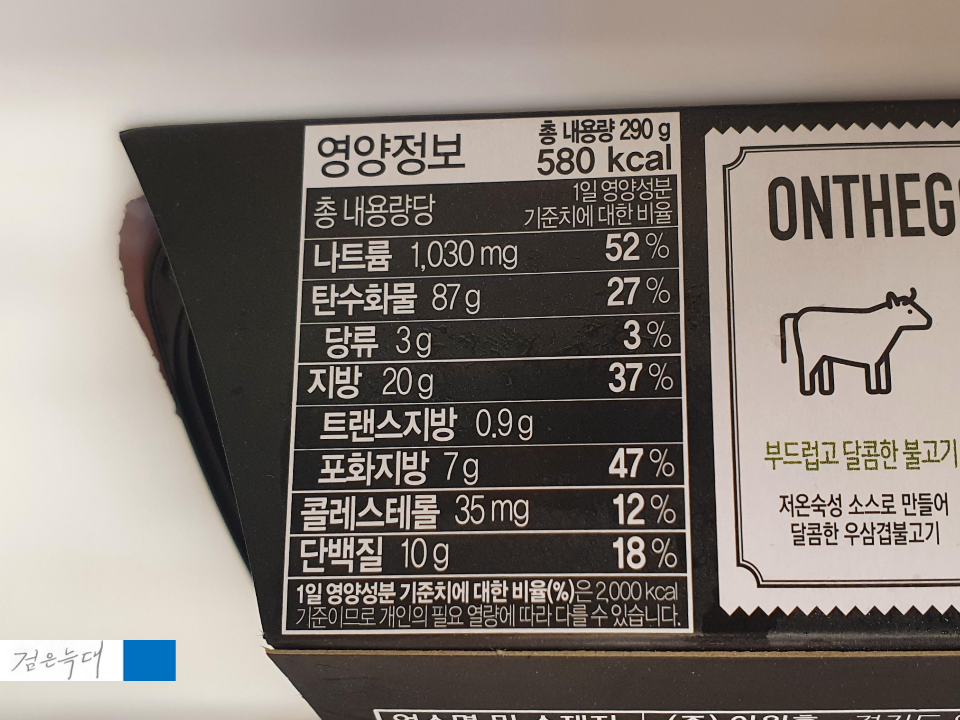 영양정보
총 내용량 290 g
580 kcal
총 내용량당
1일 영양성분
기준치에 대한 비율
나트륨 1,030 mg 52 %
탄수화물 87 g 27 %
당류 3 g 3 %
지방 20 g 37 %
트랜스지방 0.9 g
포화지방 7 g 47 %
콜레스테롤 35 mg 12 %
단백질 10 g 18 %
1일 영양성분 기준치에 대한 비율(%)은 2,000 kcal
기준이므로 개인의 필요 열량에 따라 다를 수 있습니다.
ONTHEG
부드럽고 달콤한 불고기
저온숙성 소스로 만들어
달콤한 우삼겹불고기
검은늑대